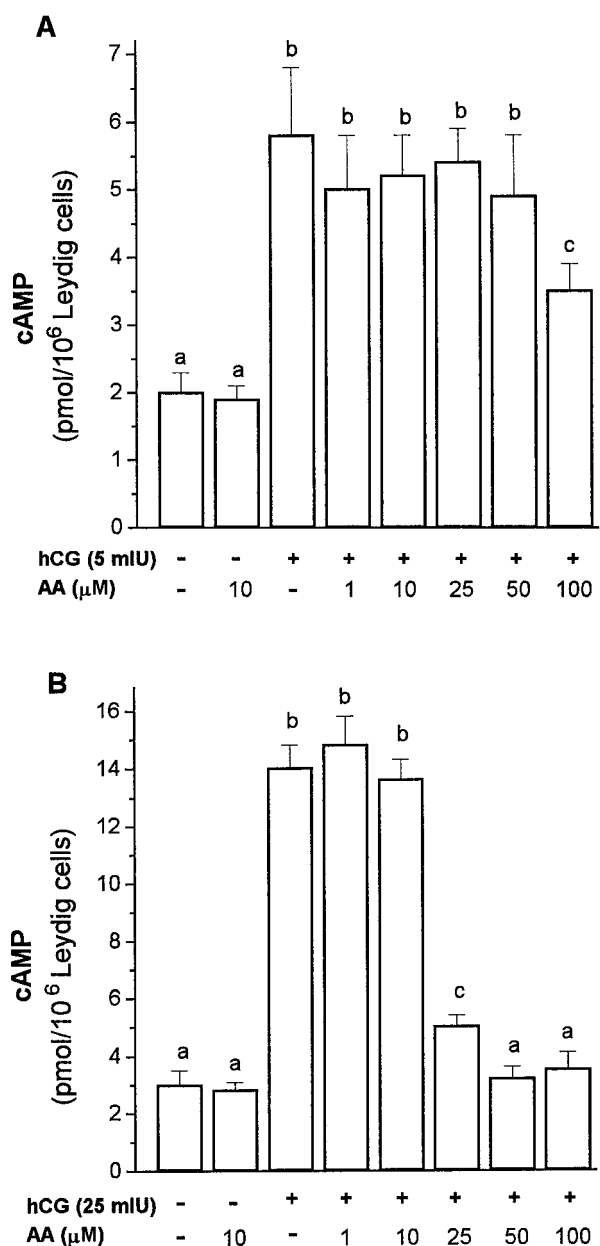 A
cAMP
(pmol/10⁶ Leydig cells)
7
6
5
4
3
2
1
0
a a b b b b b c
hCG (5 mIU) - - + + + + + +
AA (μM) - 10 - 1 10 25 50 100
B
cAMP
(pmol/10⁶ Leydig cells)
16
14
12
10
8
6
4
2
0
a a b b b c a a
hCG (25 mIU) - - + + + + + +
AA (μM) - 10 - 1 10 25 50 100